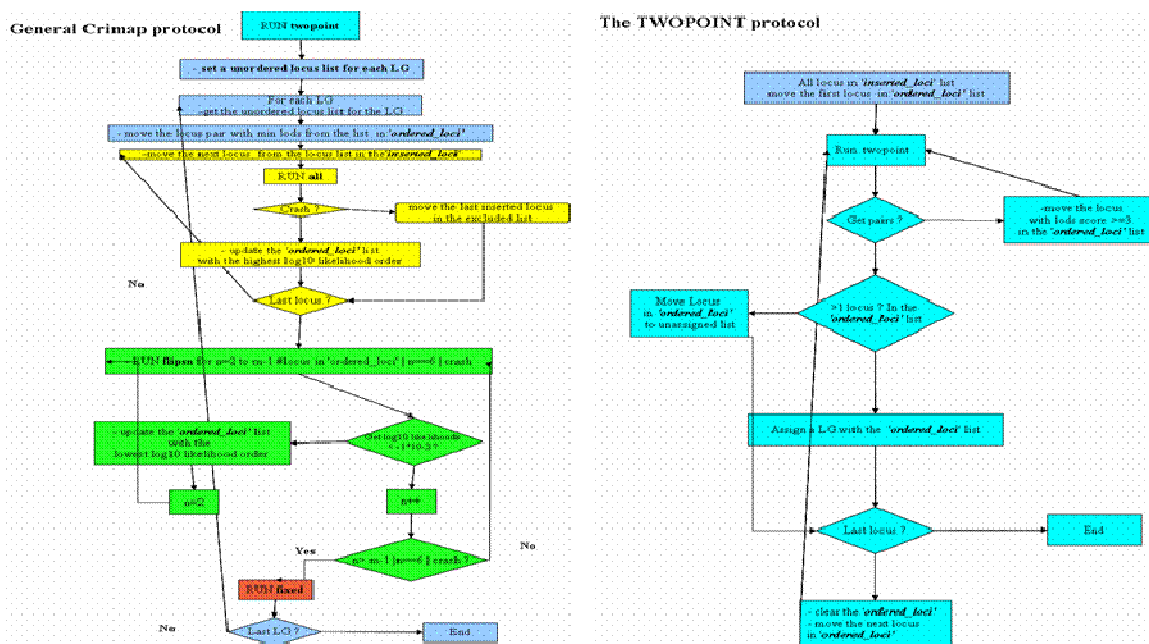 General Crimap protocol
RUN twopoint
- set a unordered locus list for each LG
For each LG
-get the unordered locus list for the LG
- move the locus pair with min lods from the list in 'ordered_loci'
-move the next locus from the locus list in the 'inserted_loci'
RUN all
Crash ?
move the last inserted locus
in the excluded list
- update the 'ordered_loci' list
with the highest log10 likelihood order
No
Last locus ?
RUN flipsn for n=2 to m-1 #locus in 'ordered_loci' | n==6 | crash
- update the 'ordered_loci' list
with the
lowest log10 likelihood order
Get log10 likelihoods
n=2
Yes
No
n> m-1 | n==6 | crash ?
RUN fixed
No
Last LG ?
End
The TWOPOINT protocol
All locus in 'inserted_loci' list
move the first locus in 'ordered_loci' list
Run twopoint
Get pairs ?
-move the locus
with lods score >=3
in the 'ordered_loci' list
Move Locus
in 'ordered_loci'
to unassigned list
>1 locus ? In the
'ordered_loci' list
Assign a LG with the 'ordered_loci' list
Last locus ?
End
- clear the 'ordered_loci'
- move the next locus
in 'ordered_loci'